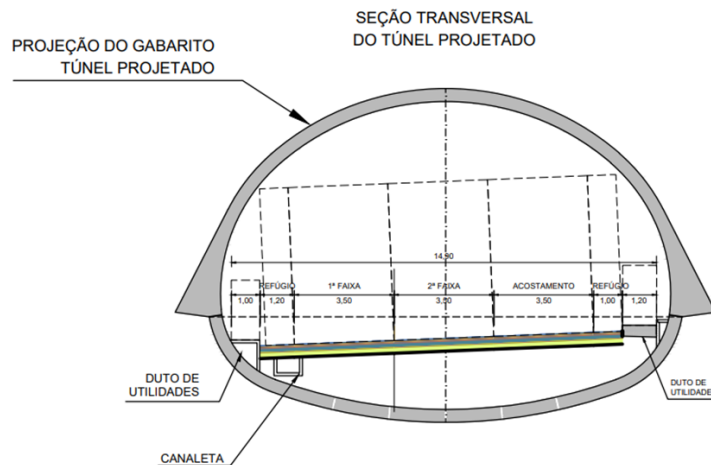 SEÇÃO TRANSVERSAL
DO TÚNEL PROJETADO
PROJEÇÃO DO GABARITO
TÚNEL PROJETADO
14,90
REFÚGIO 1ª FAIXA 2ª FAIXA ACOSTAMENTO REFÚGIO
1,00 1,20 3,50 3,50 3,50 1,00 1,20
DUTO DE
UTILIDADES
DUTO DE
UTILIDADE
CANALETA